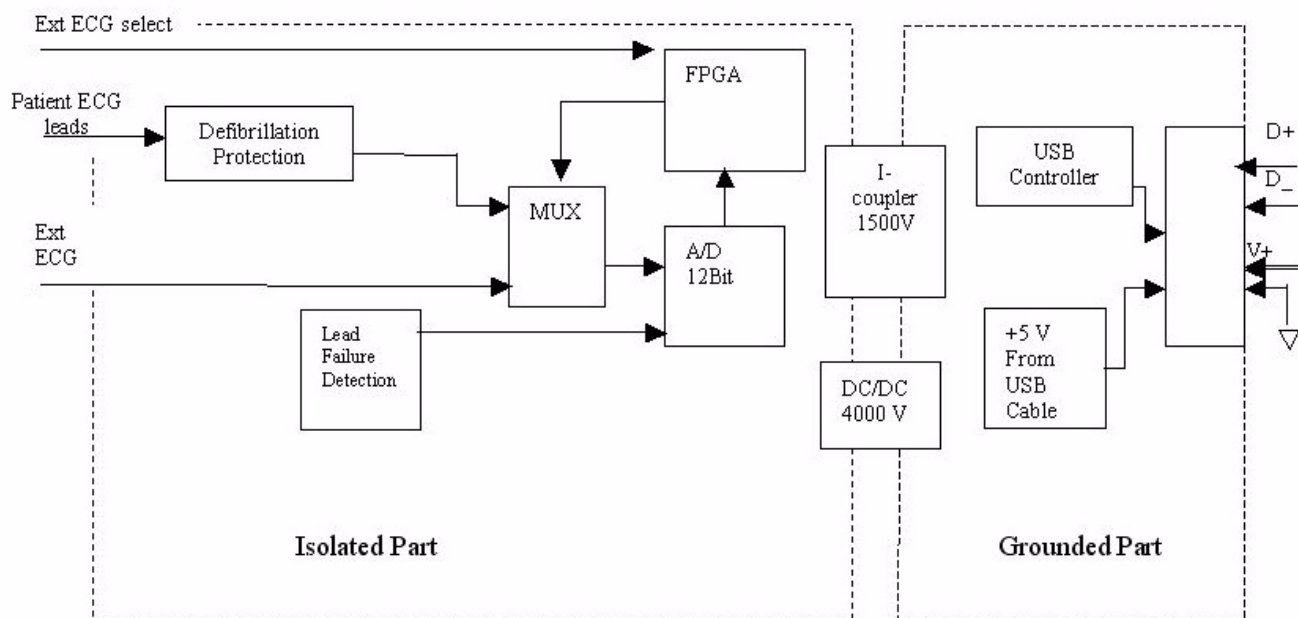 Ext ECG select
FPGA
Patient ECG
leads
Defibrillation
Protection
I-
coupler
1500V
USB
Controller
D+
D_
MUX
Ext
ECG
A/D
12Bit
V+
Lead
Failure
Detection
DC/DC
4000 V
+5 V
From
USB
Cable
Isolated Part
Grounded Part